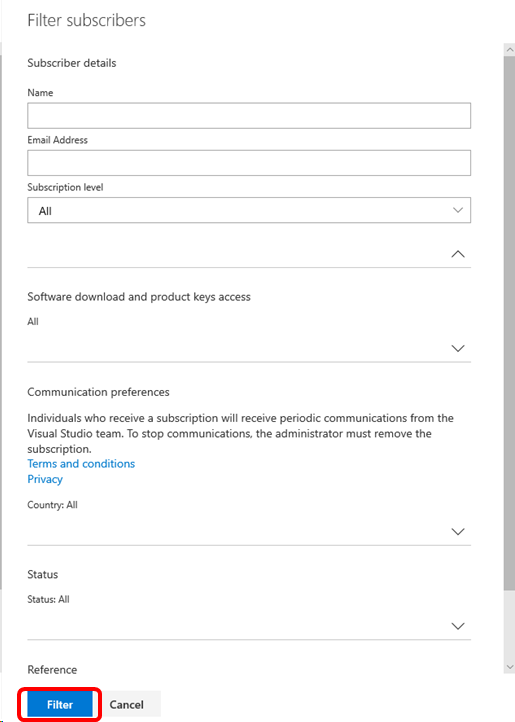 Filter subscribers
Subscriber details
Name
Email Address
Subscription level
All
Software download and product keys access
All
Communication preferences
Individuals who receive a subscription will receive periodic communications from the
Visual Studio team. To stop communications, the administrator must remove the
subscription.
Terms and conditions
Privacy
Country: All
Status
Status: All
Reference
Filter
Cancel